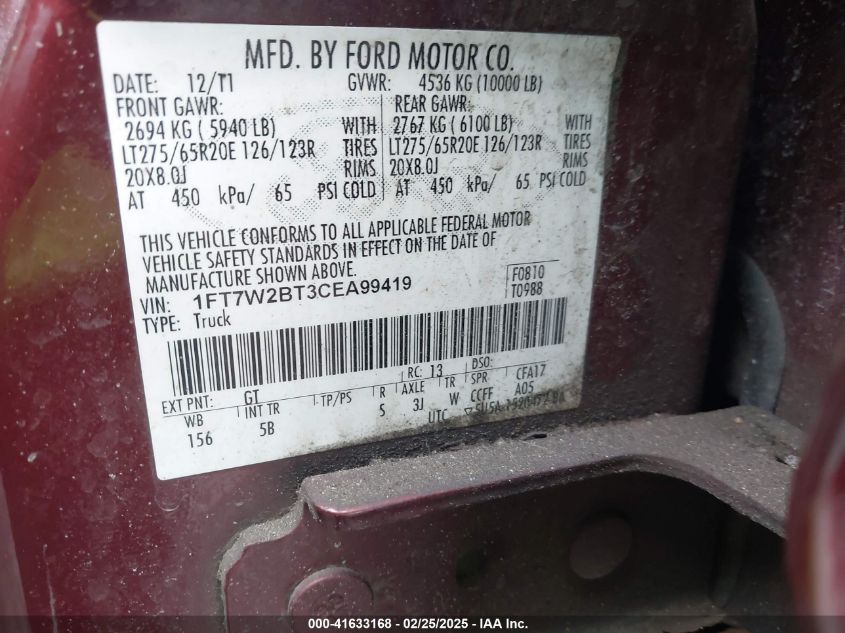 MFD. BY FORD MOTOR CO.
DATE: 12/11 GVWR: 4536 KG (10000 LB)
FRONT GAWR: REAR GAWR:
2694 KG ( 5940 LB) WITH 2767 KG ( 6100 LB) WITH
LT275/65R20E 126/123R TIRES LT275/65R20E 126/123R TIRES
20X8.0J RIMS 20X8.0J RIMS
AT 450 kPa/ 65 PSI COLD AT 450 kPa/ 65 PSI COLD
THIS VEHICLE CONFORMS TO ALL APPLICABLE FEDERAL MOTOR
VEHICLE SAFETY STANDARDS IN EFFECT ON THE DATE OF
MANUFACTURE SHOWN ABOVE.
VIN: 1FT7W2BT3CEA99419 F0810
TYPE: Truck T0988
EXT PNT: GT RC: 13 DSO:
WB INT TR TP/PS R AXLE TR SPR CFA17
156 5B 5 3J W CCFF A05
UTC
000-41633168 / 02/25/2025 - IAA Inc.